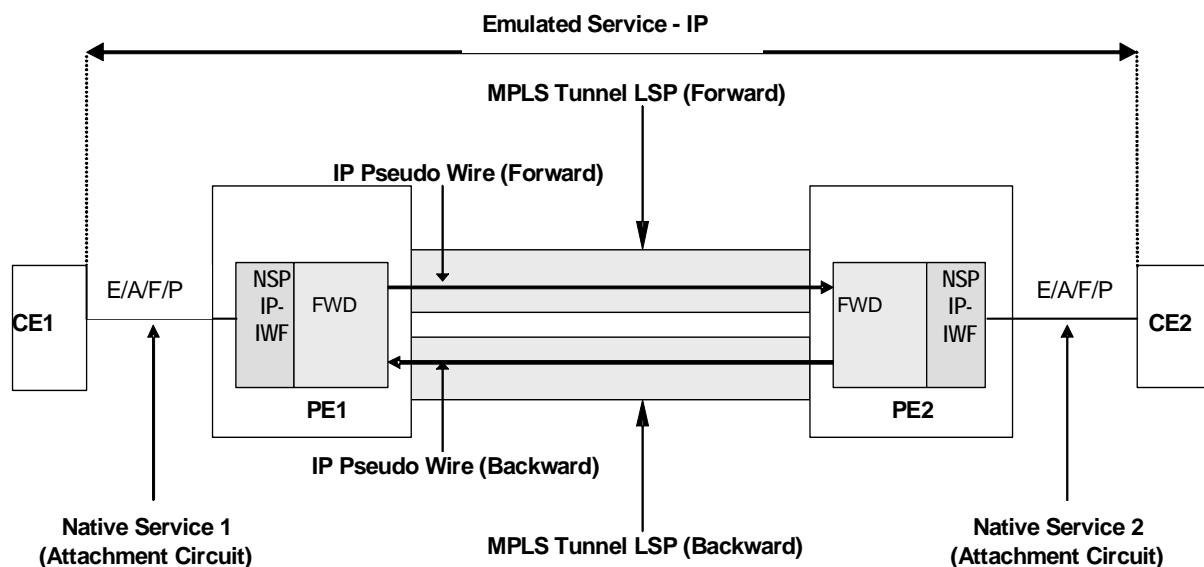 Emulated Service - IP
MPLS Tunnel LSP (Forward)
IP Pseudo Wire (Forward)
E/A/F/P
NSP
IP-
IWF
FWD
FWD
NSP
IP-
IWF
E/A/F/P
CE1
CE2
PE1
PE2
IP Pseudo Wire (Backward)
Native Service 1
(Attachment Circuit)
MPLS Tunnel LSP (Backward)
Native Service 2
(Attachment Circuit)